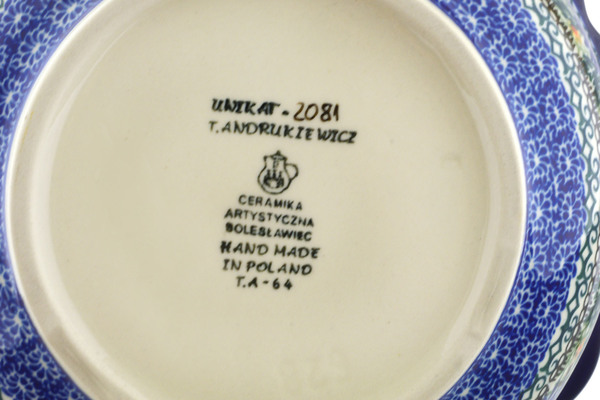 UNIKAT-2081
T.ANDRUKIEWICZ
CERAMIKA
ARTYSTYCZNA
BOLESŁAWIEC
HAND MADE
IN POLAND
T.A-64